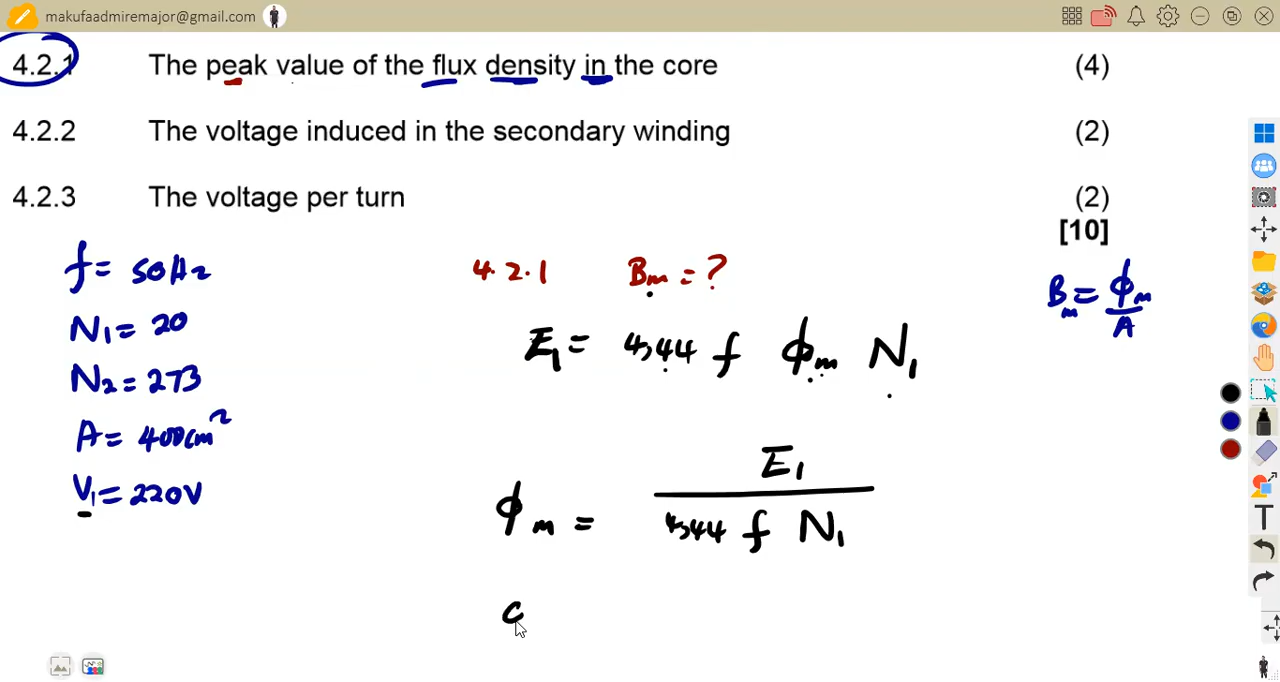 makufaadmiremajor@gmail.com
4.2.1 The peak value of the flux density in the core (4)
4.2.2 The voltage induced in the secondary winding (2)
4.2.3 The voltage per turn (2)
[10]
f = 50Hz
N₁ = 20
N₂ = 273
A = 400cm²
V₁ = 220V
4.2.1 Bm = ?
E₁ = 4,44 f ϕm N₁
ϕm = E₁ / 4,44 f N₁
Bm = ϕm / A
T